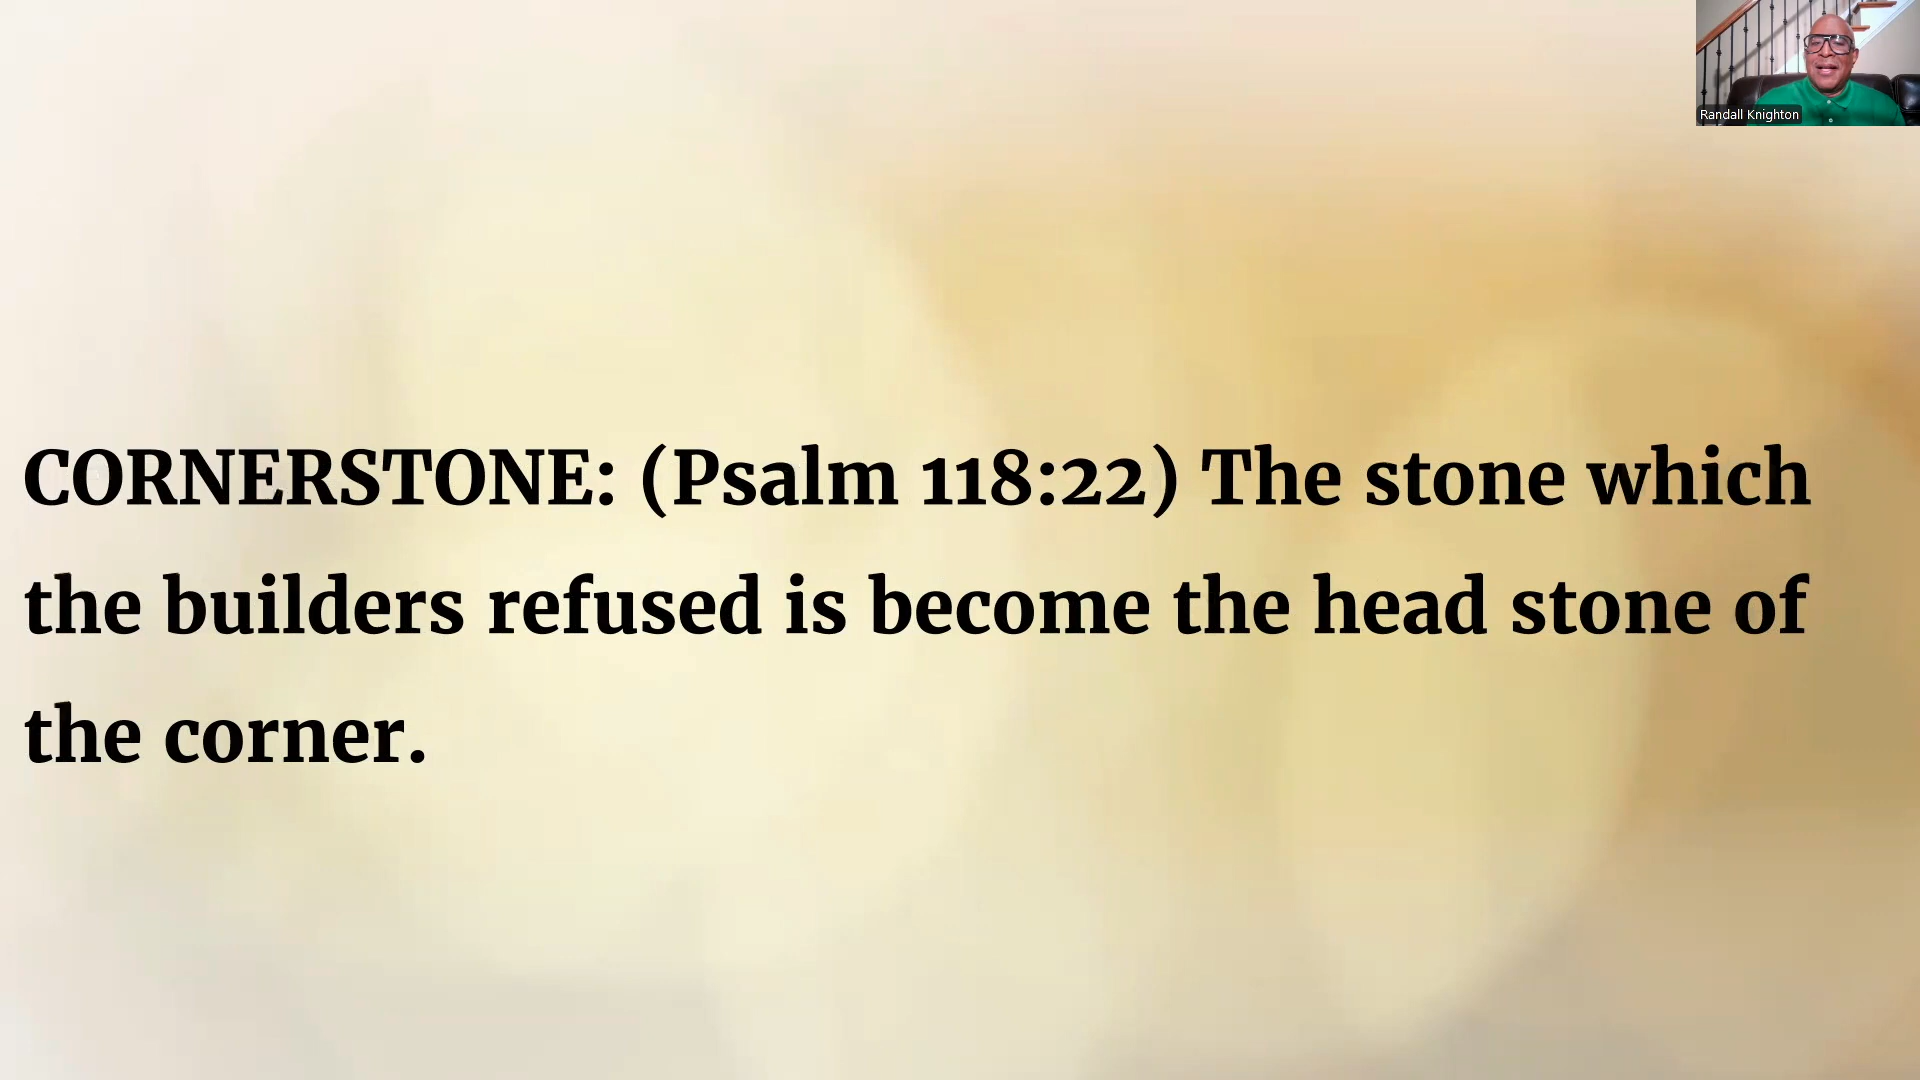 Randall Knighton
CORNERSTONE: (Psalm 118:22) The stone which
the builders refused is become the head stone of
the corner.